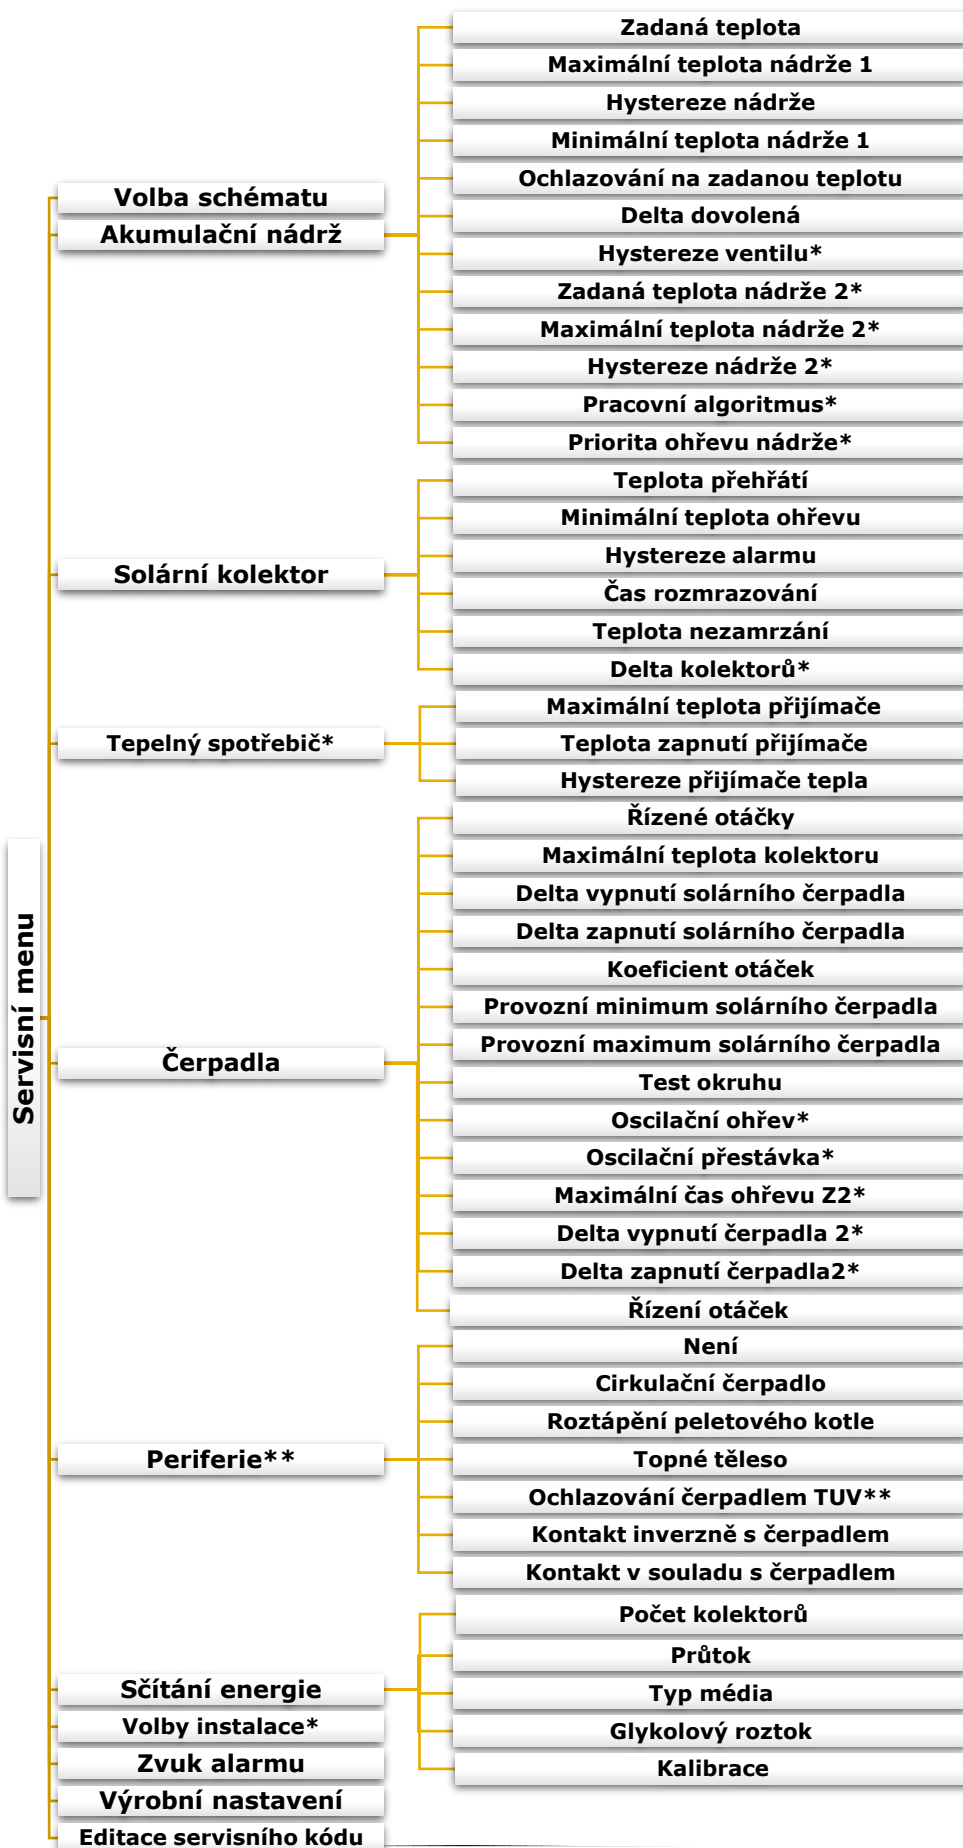 Servisní menu
Volba schématu
Akumulační nádrž
Zadaná teplota
Maximální teplota nádrže 1
Hystereze nádrže
Minimální teplota nádrže 1
Ochlazování na zadanou teplotu
Delta dovolená
Hystereze ventilu*
Zadaná teplota nádrže 2*
Maximální teplota nádrže 2*
Hystereze nádrže 2*
Pracovní algoritmus*
Priorita ohřevu nádrže*
Solární kolektor
Teplota přehřátí
Minimální teplota ohřevu
Hystereze alarmu
Čas rozmrazování
Teplota nezamrzání
Delta kolektorů*
Tepelný spotřebič*
Maximální teplota přijímače
Teplota zapnutí přijímače
Hystereze přijímače tepla
Čerpadla
Řízené otáčky
Maximální teplota kolektoru
Delta vypnutí solárního čerpadla
Delta zapnutí solárního čerpadla
Koeficient otáček
Provozní minimum solárního čerpadla
Provozní maximum solárního čerpadla
Test okruhu
Oscilační ohřev*
Oscilační přestávka*
Maximální čas ohřevu Z2*
Delta vypnutí čerpadla 2*
Delta zapnutí čerpadla2*
Řízení otáček
Periferie**
Není
Cirkulační čerpadlo
Roztápění peletového kotle
Topné těleso
Ochlazování čerpadlem TUV**
Kontakt inverzně s čerpadlem
Kontakt v souladu s čerpadlem
Sčítání energie
Počet kolektorů
Průtok
Typ média
Glykolový roztok
Kalibrace
Volby instalace*
Zvuk alarmu
Výrobní nastavení
Editace servisního kódu